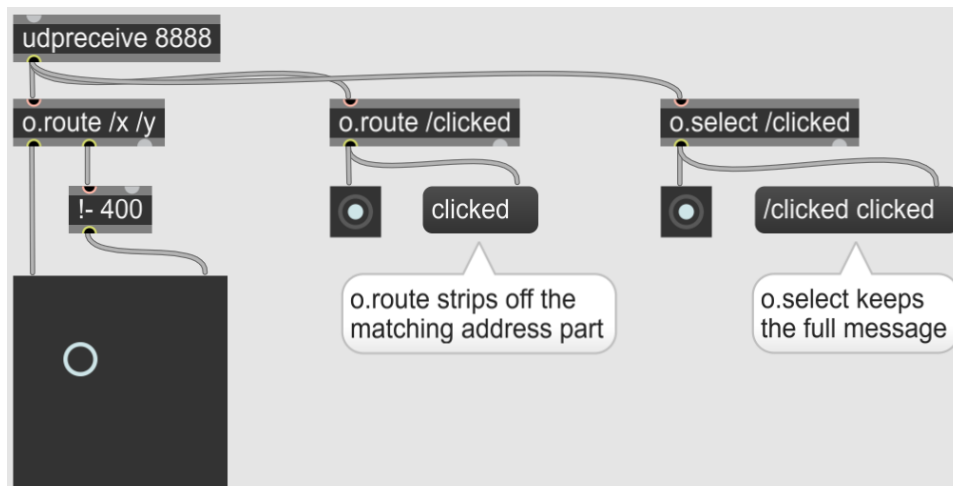 udpreceive 8888
o.route /x /y
o.route /clicked
o.select /clicked
!- 400
clicked
/clicked clicked
o.route strips off the
matching address part
o.select keeps
the full message